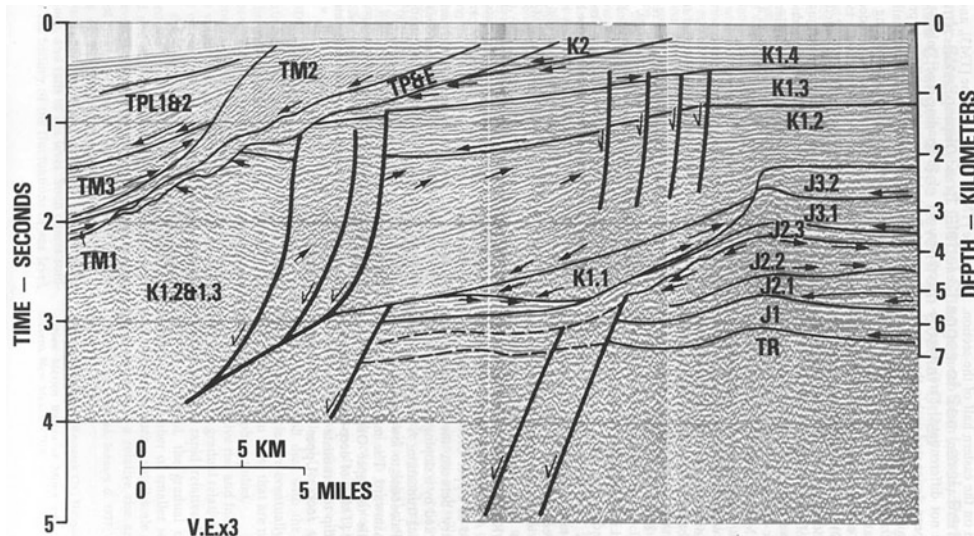 0
1
2
3
4
5
TIME — SECONDS
0
1
2
3
4
5
6
7
DEPTH — KILOMETERS
TPL1&2
TM2
TP&E
K2
K1.4
K1.3
K1.2
TM3
TM1
K1.2&1.3
K1.1
J3.2
J3.1
J2.3
J2.2
J2.1
J1
TR
0 5 KM
0 5 MILES
V.E.x3